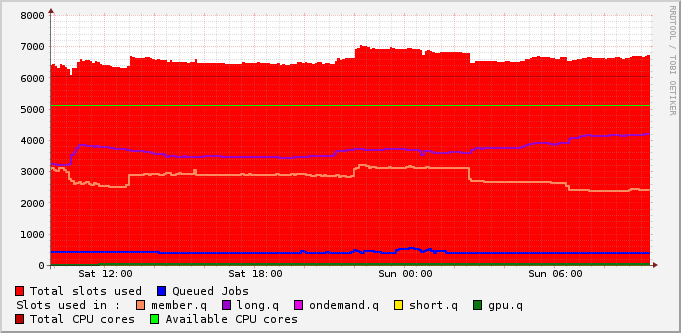 RRDTOOL / TOBI OETIKER
8000
7000
6000
5000
4000
3000
2000
1000
0
Sat 12:00 Sat 18:00 Sun 00:00 Sun 06:00
Total slots used Queued Jobs
Slots used in : member.q long.q ondemand.q short.q gpu.q
Total CPU cores Available CPU cores